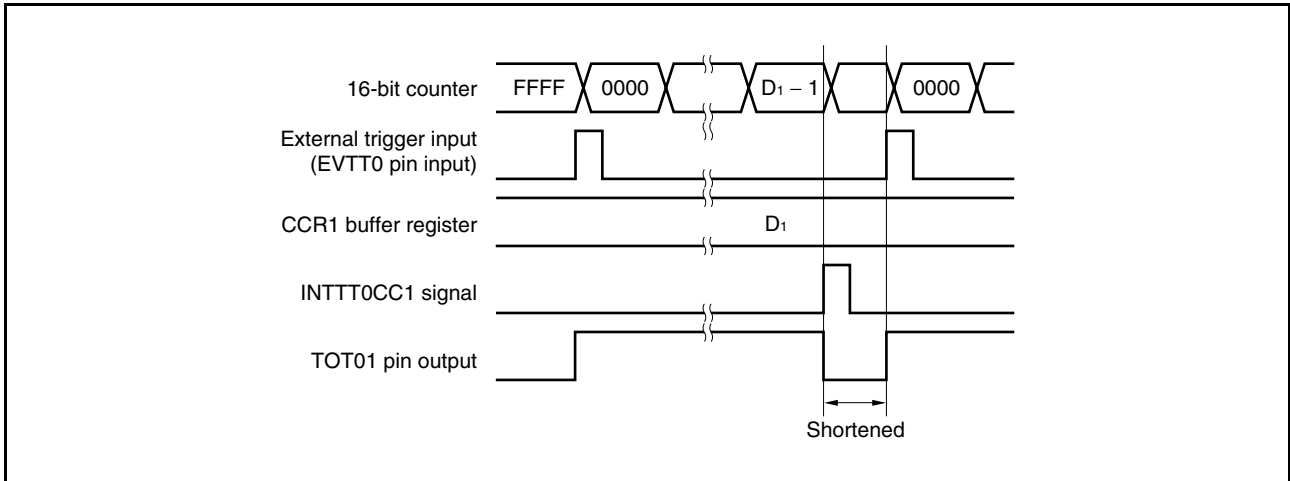 16-bit counter FFFF 0000 D₁ – 1 0000
External trigger input
(EVTT0 pin input)
CCR1 buffer register D₁
INTTT0CC1 signal
TOT01 pin output
Shortened